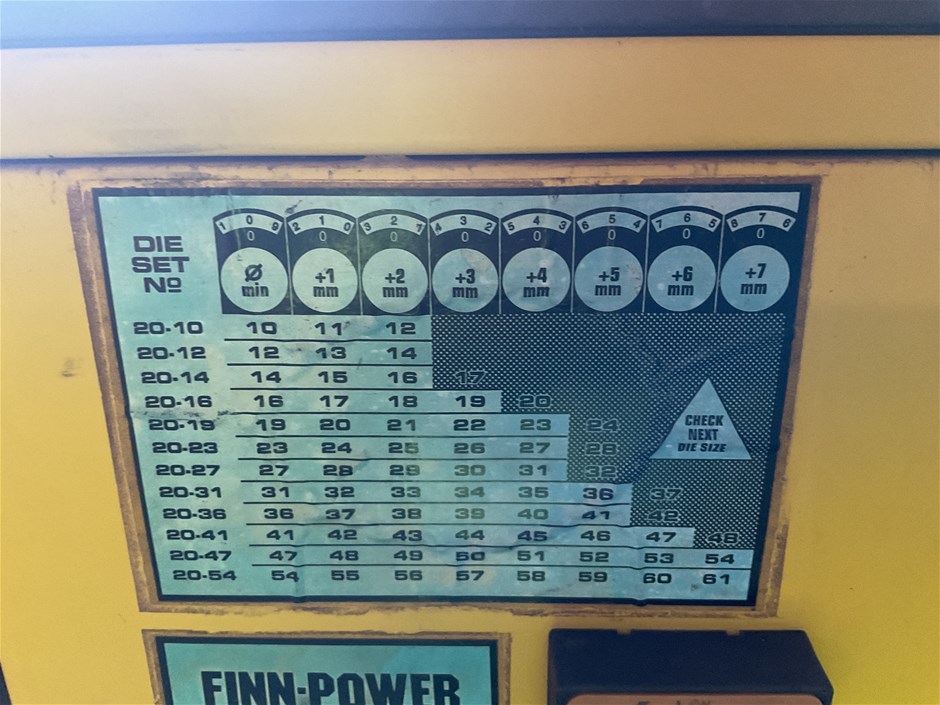 1 0 9 2 1 0 3 2 7 4 3 2 5 4 3 6 5 4 7 6 5 8 7 6
0 0 0 0 0 0 0 0
DIE SET Nº
Ø min +1 mm +2 mm +3 mm +4 mm +5 mm +6 mm +7 mm
20-10 10 11 12
20-12 12 13 14
20-14 14 15 16 17
20-16 16 17 18 19 20
20-19 19 20 21 22 23 24
20-23 23 24 25 26 27 28
20-27 27 28 29 30 31 32
20-31 31 32 33 34 35 36 37
20-36 36 37 38 39 40 41 42
20-41 41 42 43 44 45 46 47 48
20-47 47 48 49 50 51 52 53 54
20-54 54 55 56 57 58 59 60 61
CHECK
NEXT
DIE SIZE
FINN-POWER